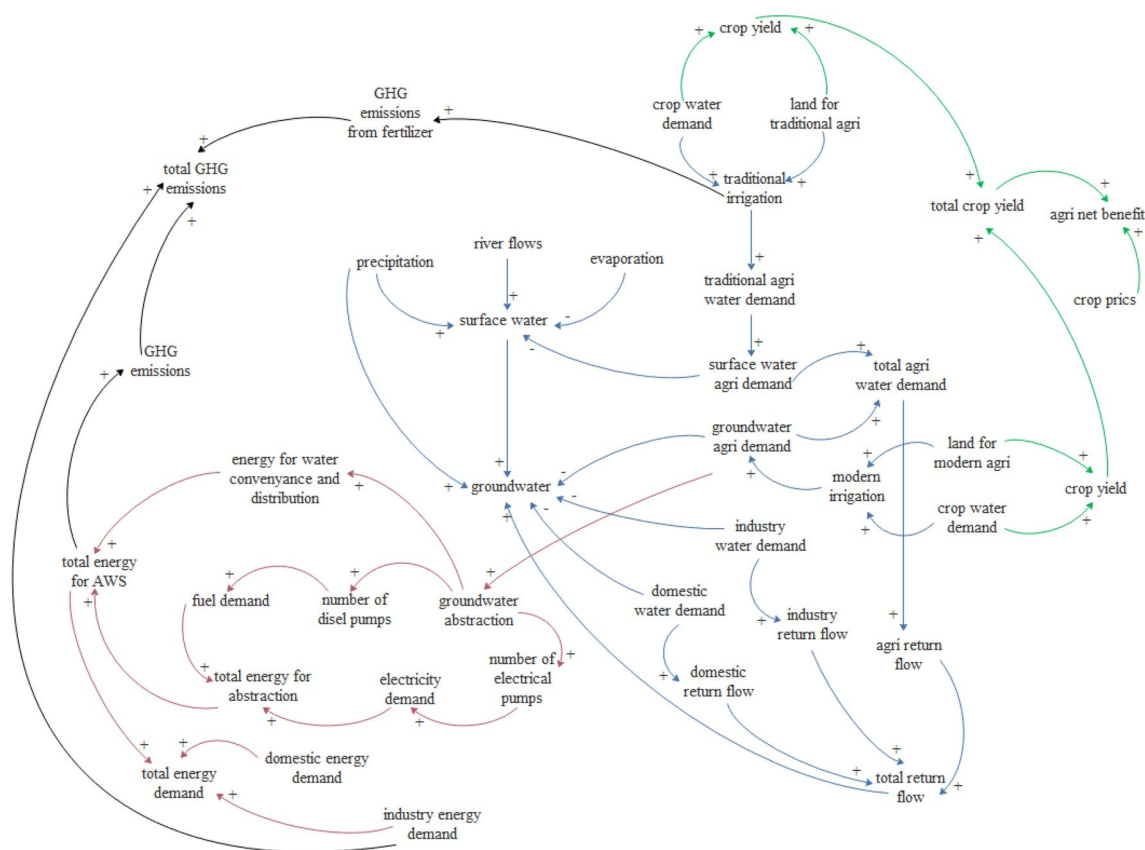 crop yield
GHG
emissions
from fertilizer
crop water
demand
land for
traditional agri
total GHG
emissions
traditional
irrigation
total crop yield
agri net benefit
river flows
precipitation
evaporation
traditional agri
water demand
crop prics
surface water
GHG
emissions
surface water
agri demand
total agri
water demand
groundwater
agri demand
land for
modern agri
energy for water
convenyance and
distribution
groundwater
modern
irrigation
crop yield
crop water
demand
industry
water demand
total energy
for AWS
fuel demand
number of
disel pumps
groundwater
abstraction
domestic
water demand
industry
return flow
agri return
flow
number of
electrical
pumps
domestic
return flow
total energy for
abstraction
electricity
demand
domestic energy
demand
total energy
demand
total return
flow
industry energy
demand